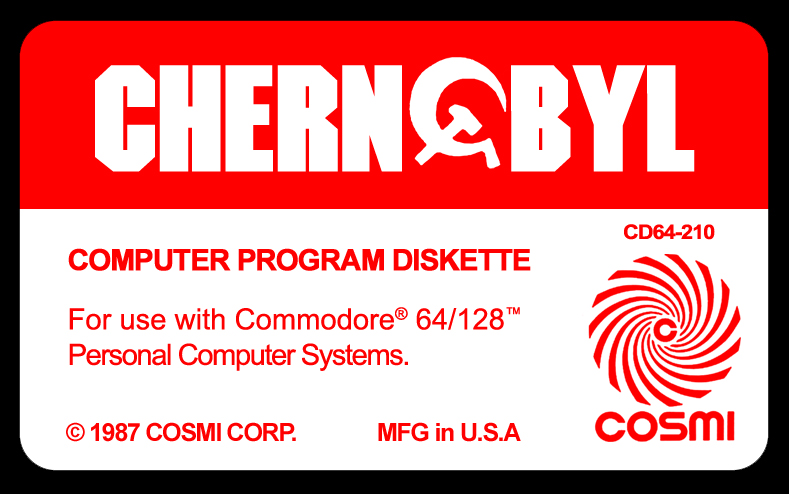 CHERNOBYL
CD64-210
COMPUTER PROGRAM DISKETTE
For use with Commodore® 64/128™
Personal Computer Systems.
C
COSMI
© 1987 COSMI CORP.
MFG in U.S.A